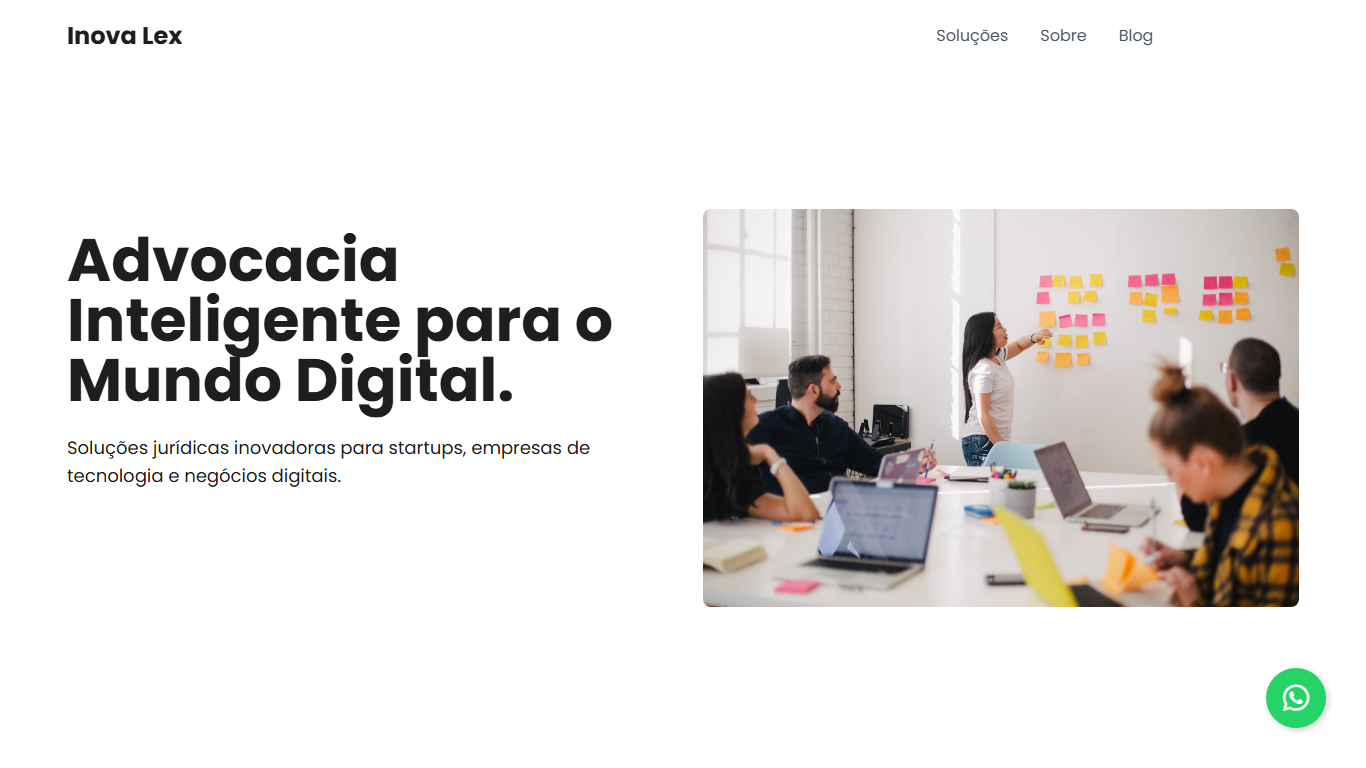 Inova Lex
Soluções
Sobre
Blog
Advocacia
Inteligente para o
Mundo Digital.
Soluções jurídicas inovadoras para startups, empresas de
tecnologia e negócios digitais.